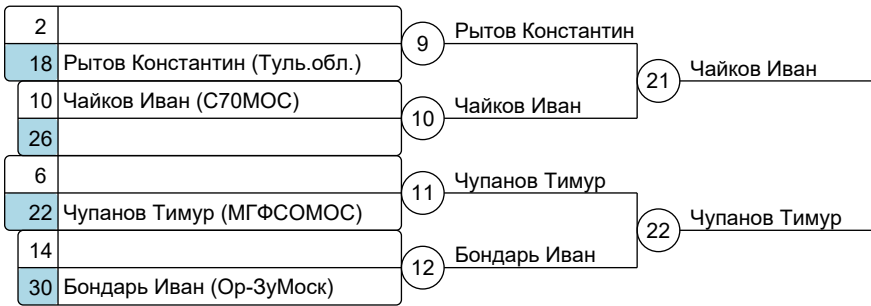 2
18 Рытов Константин (Туль.обл.)
10 Чайков Иван (С70МОС)
26
6
22 Чупанов Тимур (МГФСОМОС)
14
30 Бондарь Иван (Ор-ЗуМоск)
9 Рытов Константин
10 Чайков Иван
11 Чупанов Тимур
12 Бондарь Иван
21 Чайков Иван
22 Чупанов Тимур